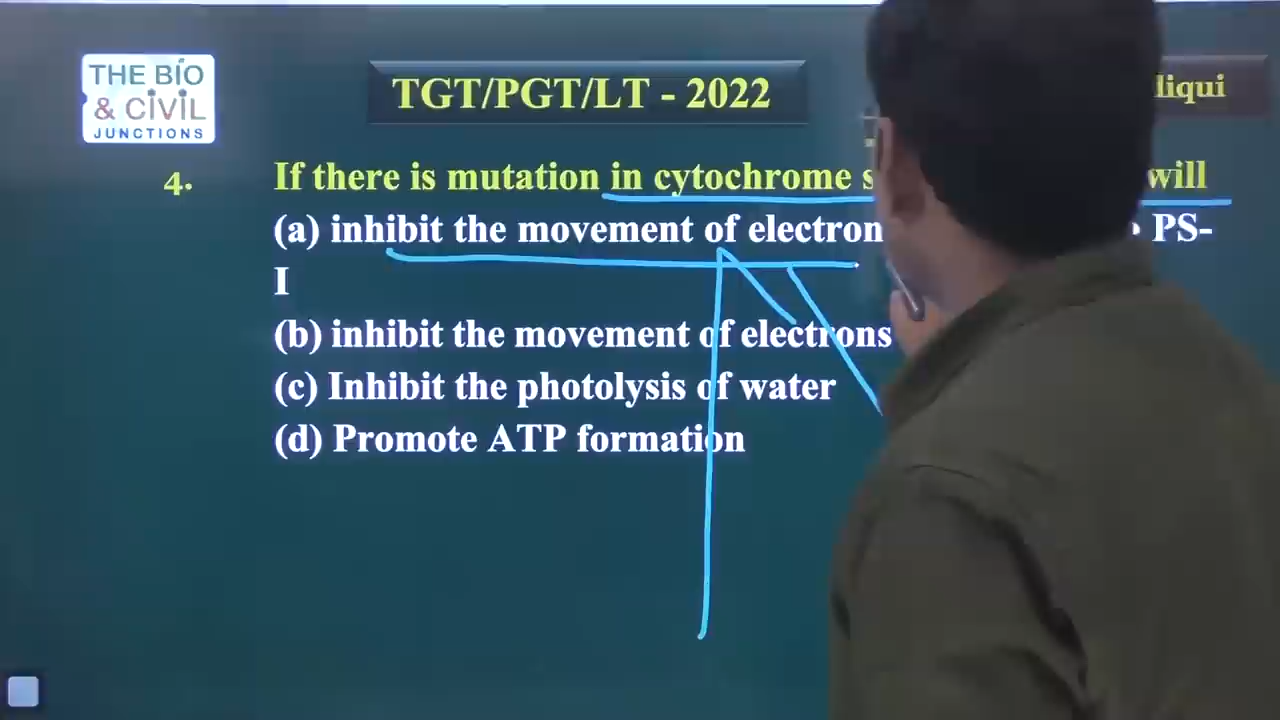 THE BIO
& CIVIL
JUNCTIONS
TGT/PGT/LT - 2022
liqui
4. If there is mutation in cytochrome s will
(a) inhibit the movement of electron PS-
I
(b) inhibit the movement of electrons
(c) Inhibit the photolysis of water
(d) Promote ATP formation